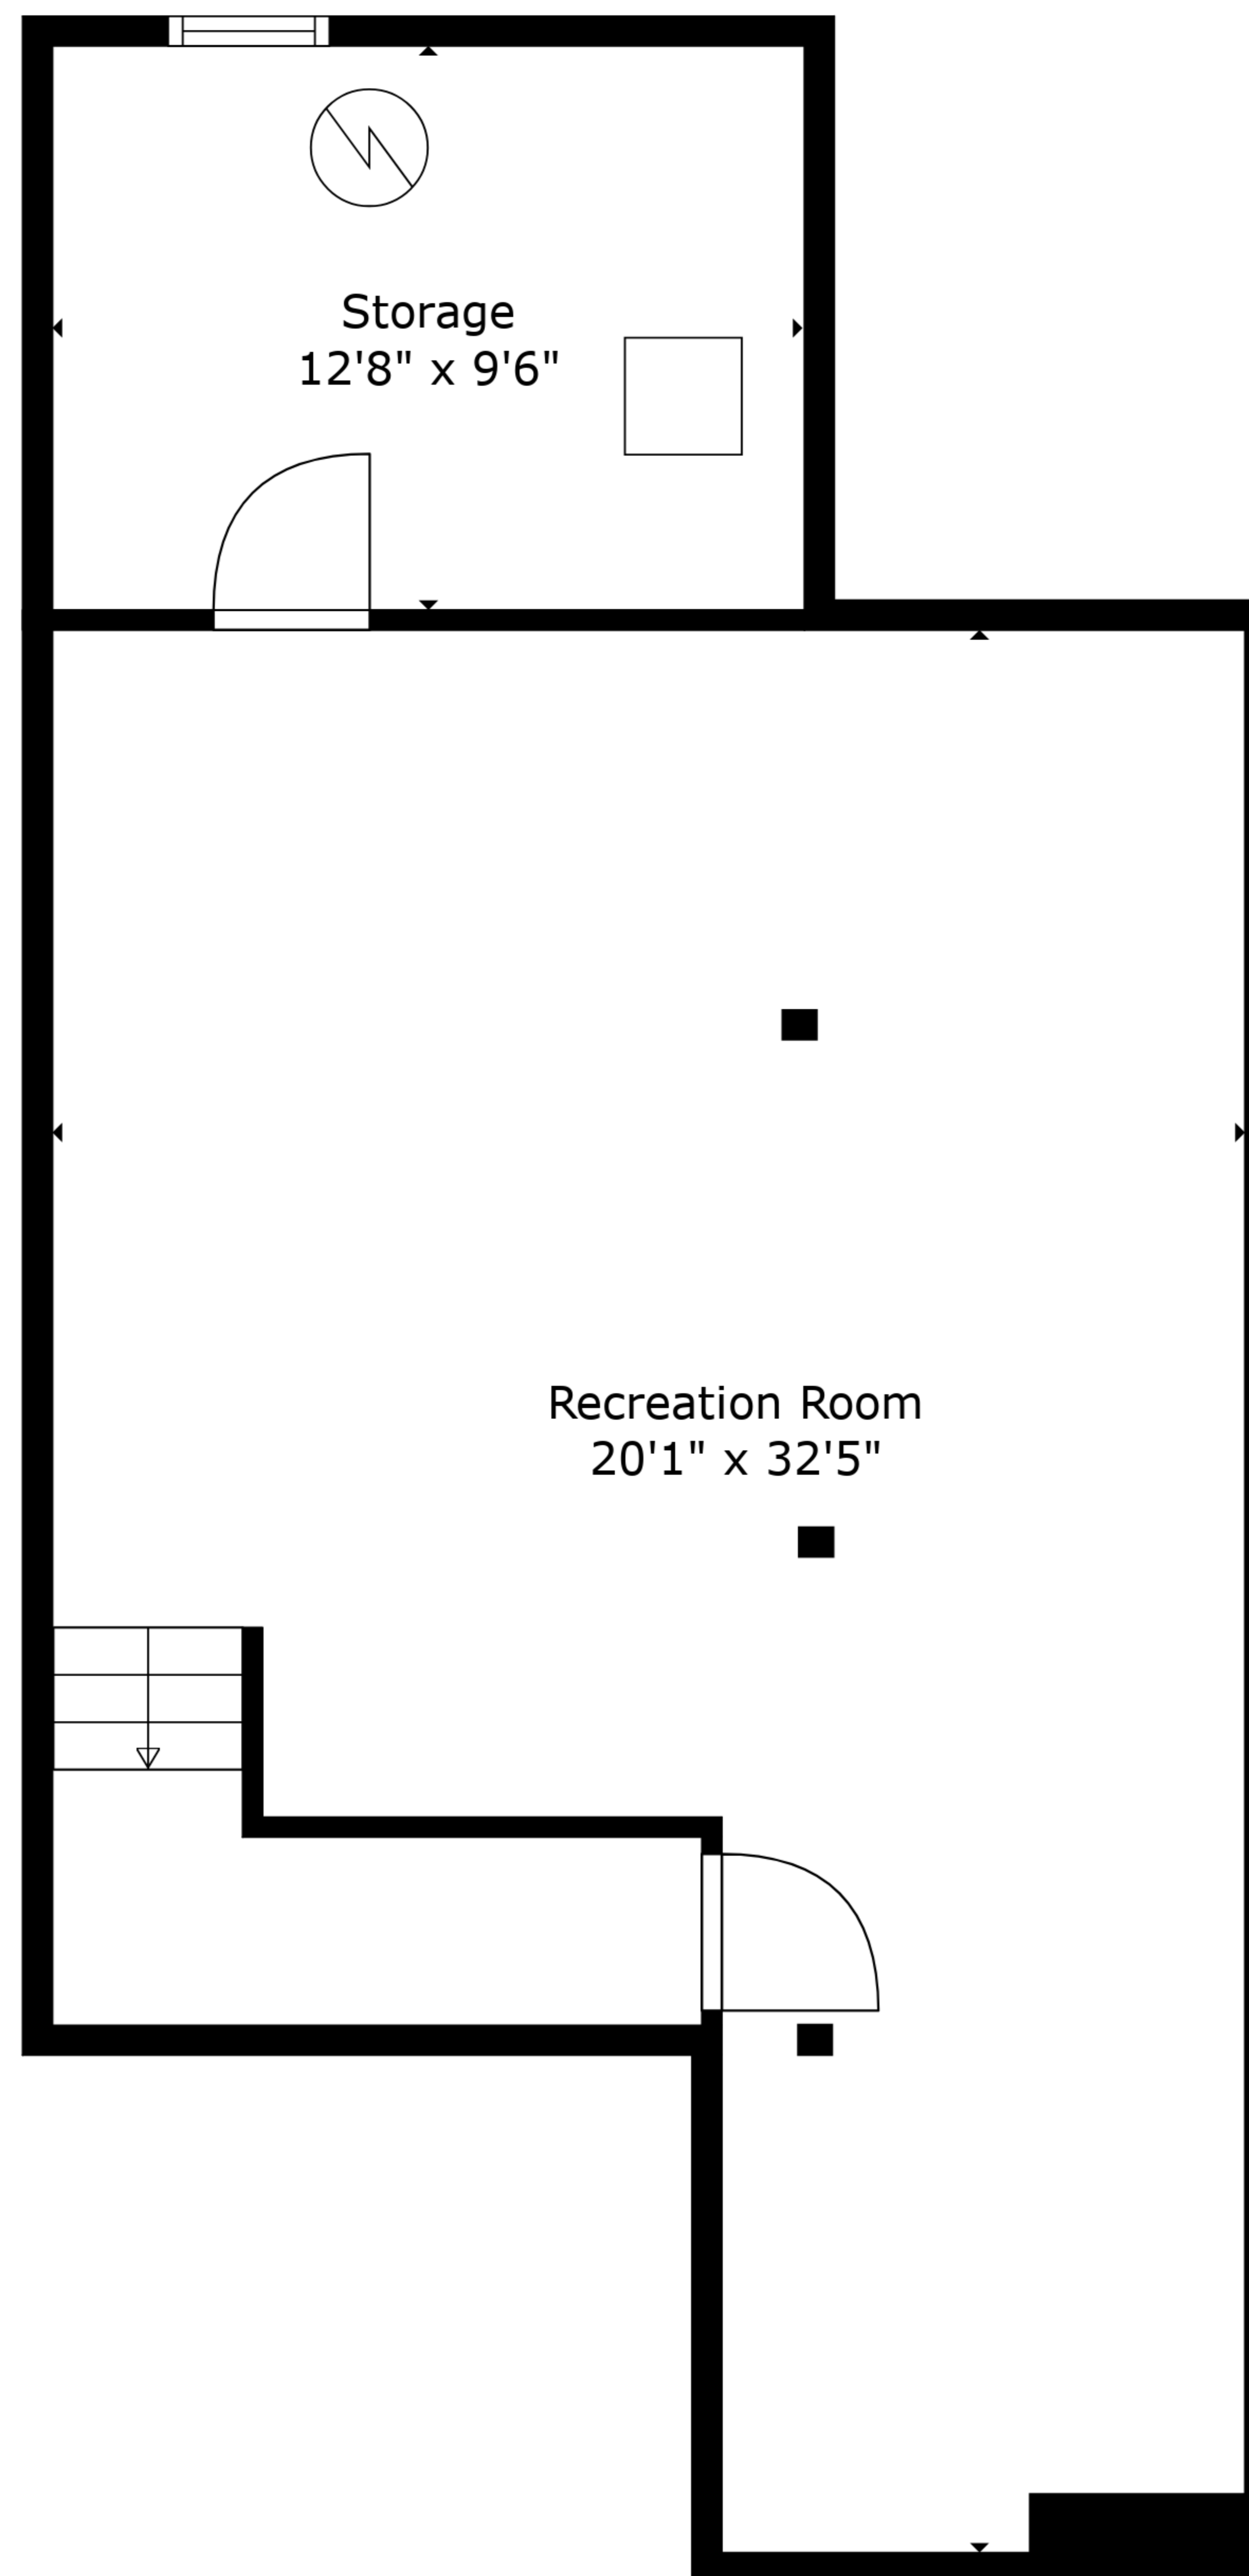 Storage
12'8" x 9'6"
Recreation Room
20'1" x 32'5"